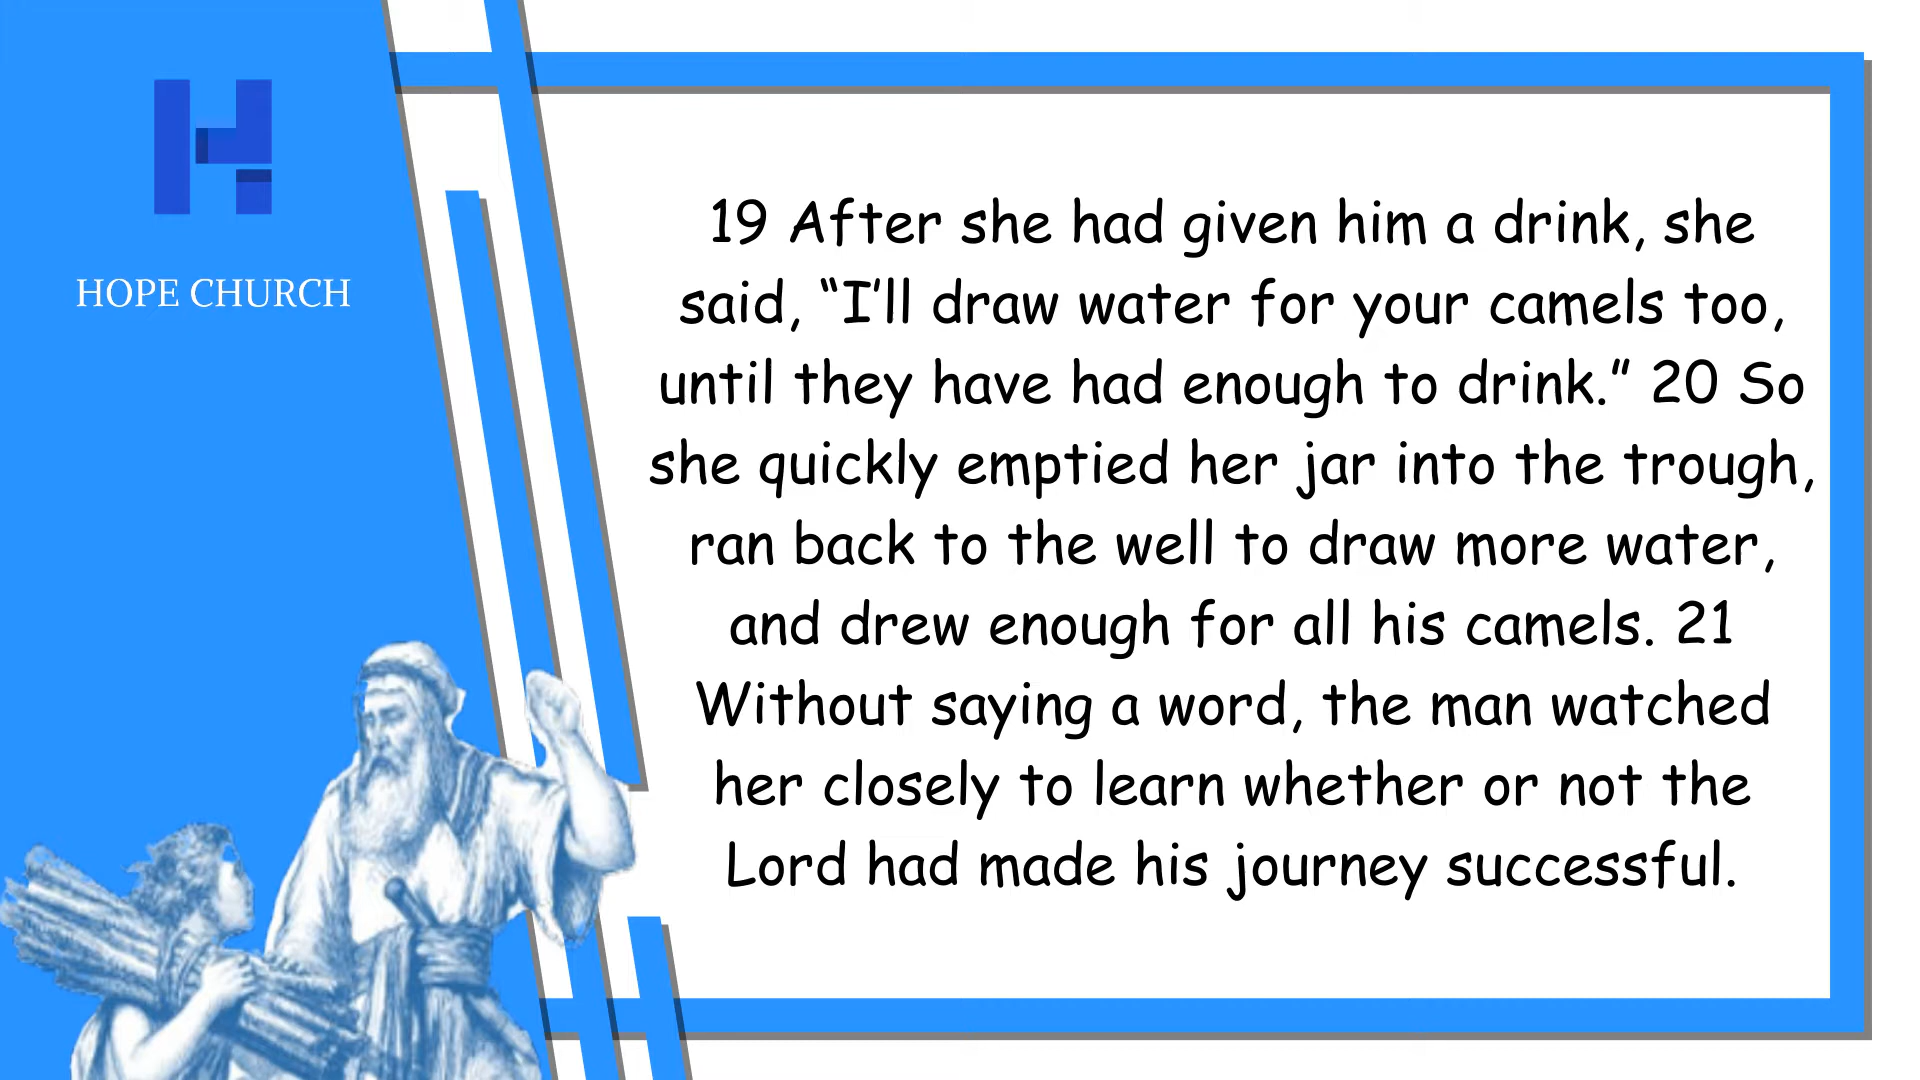 HOPE CHURCH
19 After she had given him a drink, she
said, “I’ll draw water for your camels too,
until they have had enough to drink.” 20 So
she quickly emptied her jar into the trough,
ran back to the well to draw more water,
and drew enough for all his camels. 21
Without saying a word, the man watched
her closely to learn whether or not the
Lord had made his journey successful.